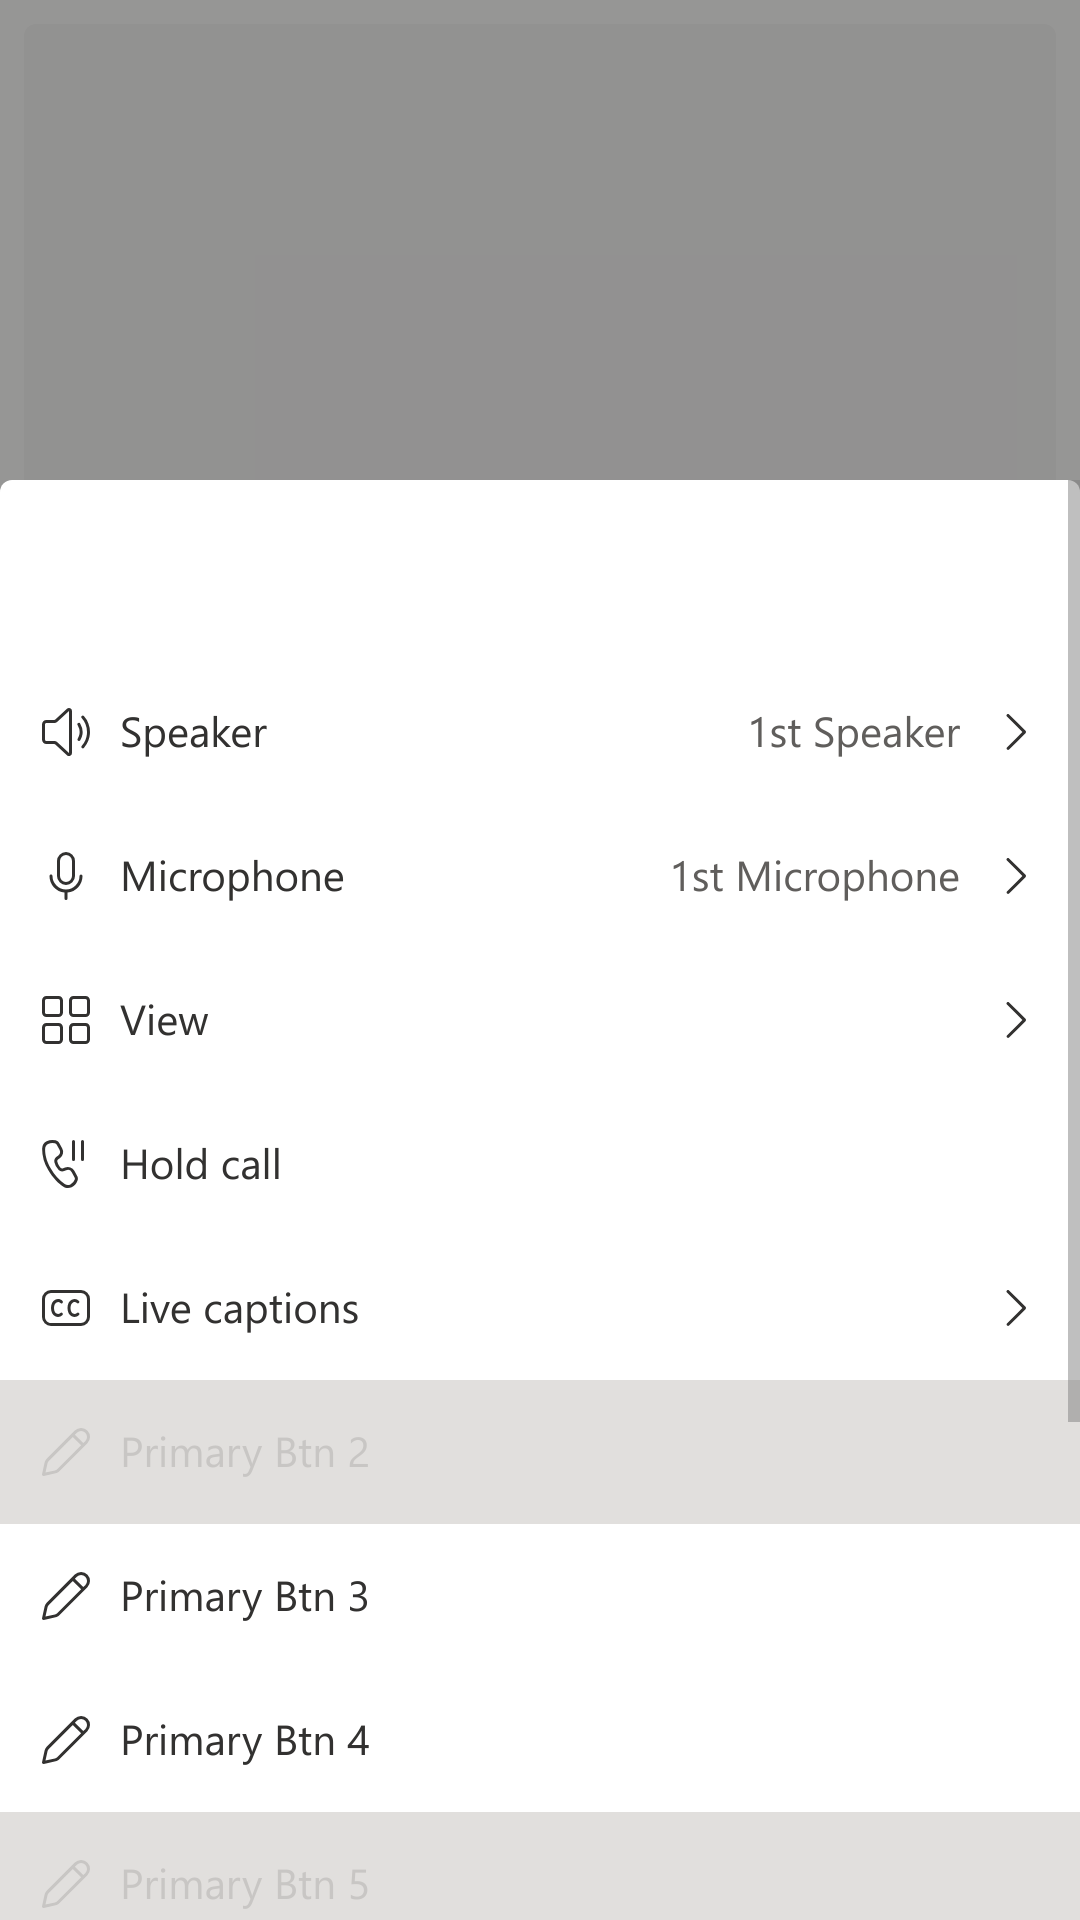 Speaker 1st Speaker
Microphone 1st Microphone
View
Hold call
CC Live captions
Primary Btn 2
Primary Btn 3
Primary Btn 4
Primary Btn 5